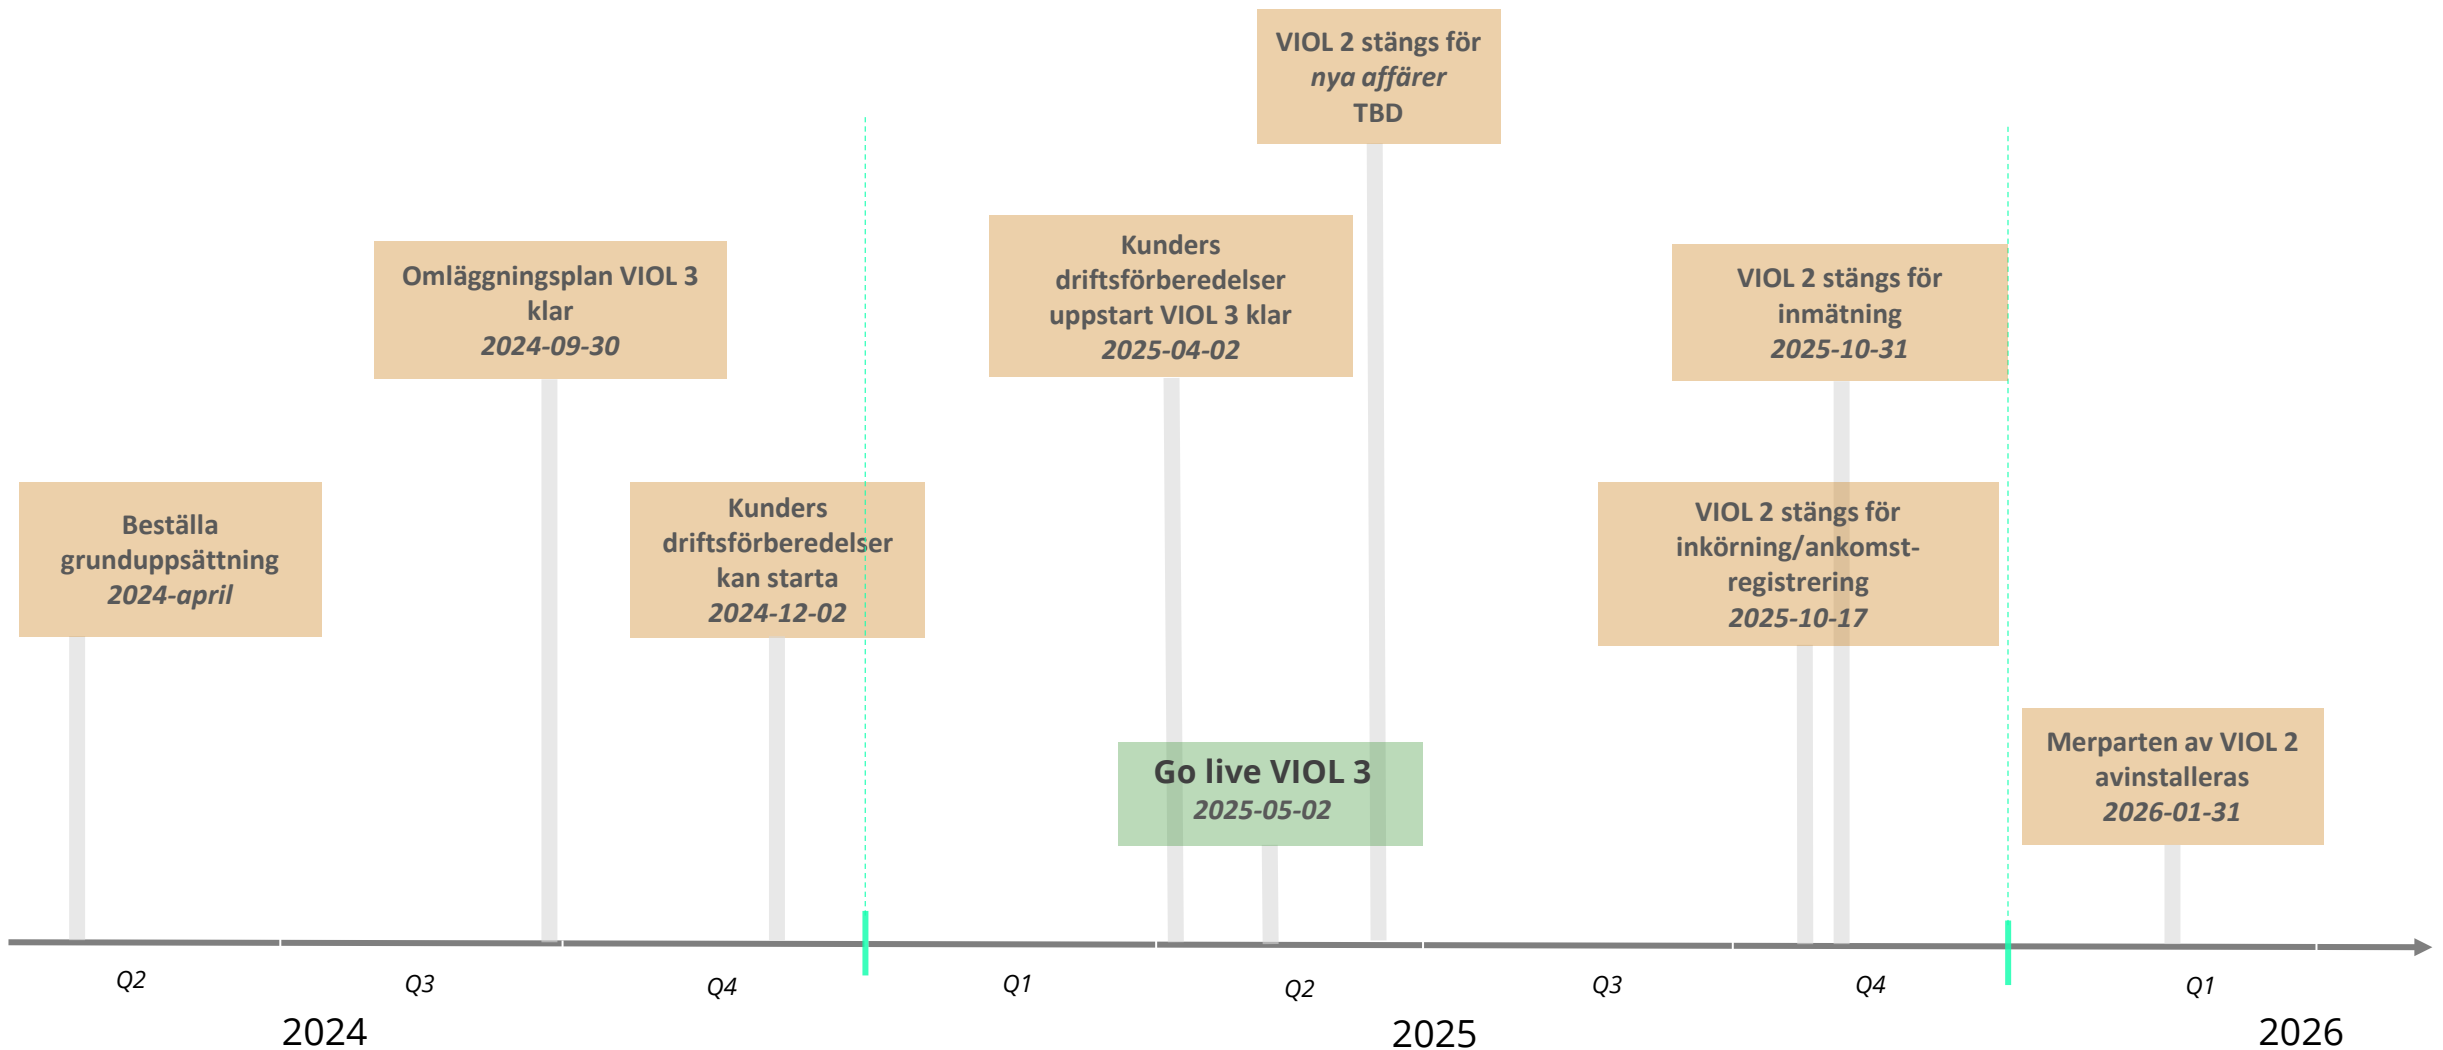 VIOL 2 stängs för
nya affärer
TBD
Omläggningsplan VIOL 3
klar
2024-09-30
Kunders
driftsförberedelser
uppstart VIOL 3 klar
2025-04-02
VIOL 2 stängs för
inmätning
2025-10-31
Beställa
grunduppsättning
2024-april
Kunders
driftsförberedelser
kan starta
2024-12-02
VIOL 2 stängs för
inkörning/ankomst-
registrering
2025-10-17
Go live VIOL 3
2025-05-02
Merparten av VIOL 2
avinstalleras
2026-01-31
Q2
Q3
Q4
Q1
Q2
Q3
Q4
Q1
2024
2025
2026